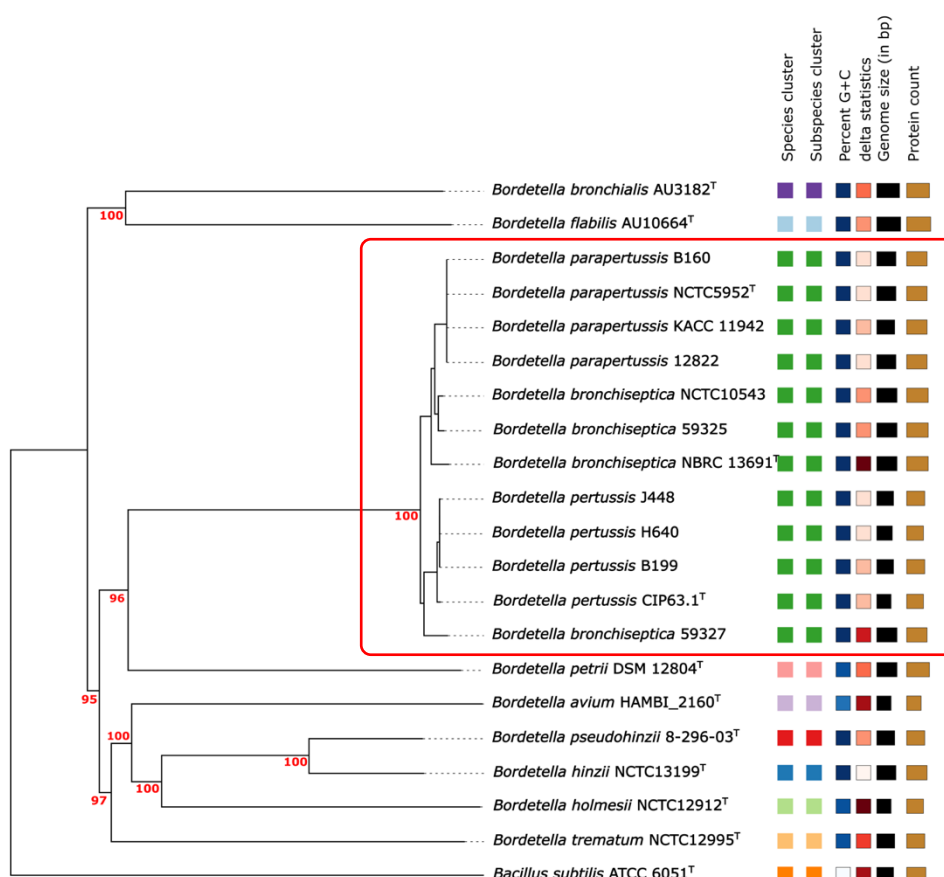 Species cluster
Subspecies cluster
Percent G+C
delta statistics
Genome size (in bp)
Protein count
Bordetella bronchialis AU3182ᵀ
100
Bordetella flabilis AU10664ᵀ
Bordetella parapertussis B160
Bordetella parapertussis NCTC5952ᵀ
Bordetella parapertussis KACC 11942
Bordetella parapertussis 12822
Bordetella bronchiseptica NCTC10543
Bordetella bronchiseptica 59325
Bordetella bronchiseptica NBRC 13691ᵀ
Bordetella pertussis J448
100
Bordetella pertussis H640
Bordetella pertussis B199
96
Bordetella pertussis CIP63.1ᵀ
Bordetella bronchiseptica 59327
Bordetella petrii DSM 12804ᵀ
95
Bordetella avium HAMBI_2160ᵀ
100
Bordetella pseudohinzii 8-296-03ᵀ
100
Bordetella hinzii NCTC13199ᵀ
100
97
Bordetella holmesii NCTC12912ᵀ
Bordetella trematum NCTC12995ᵀ
Bacillus subtilis ATCC 6051ᵀ